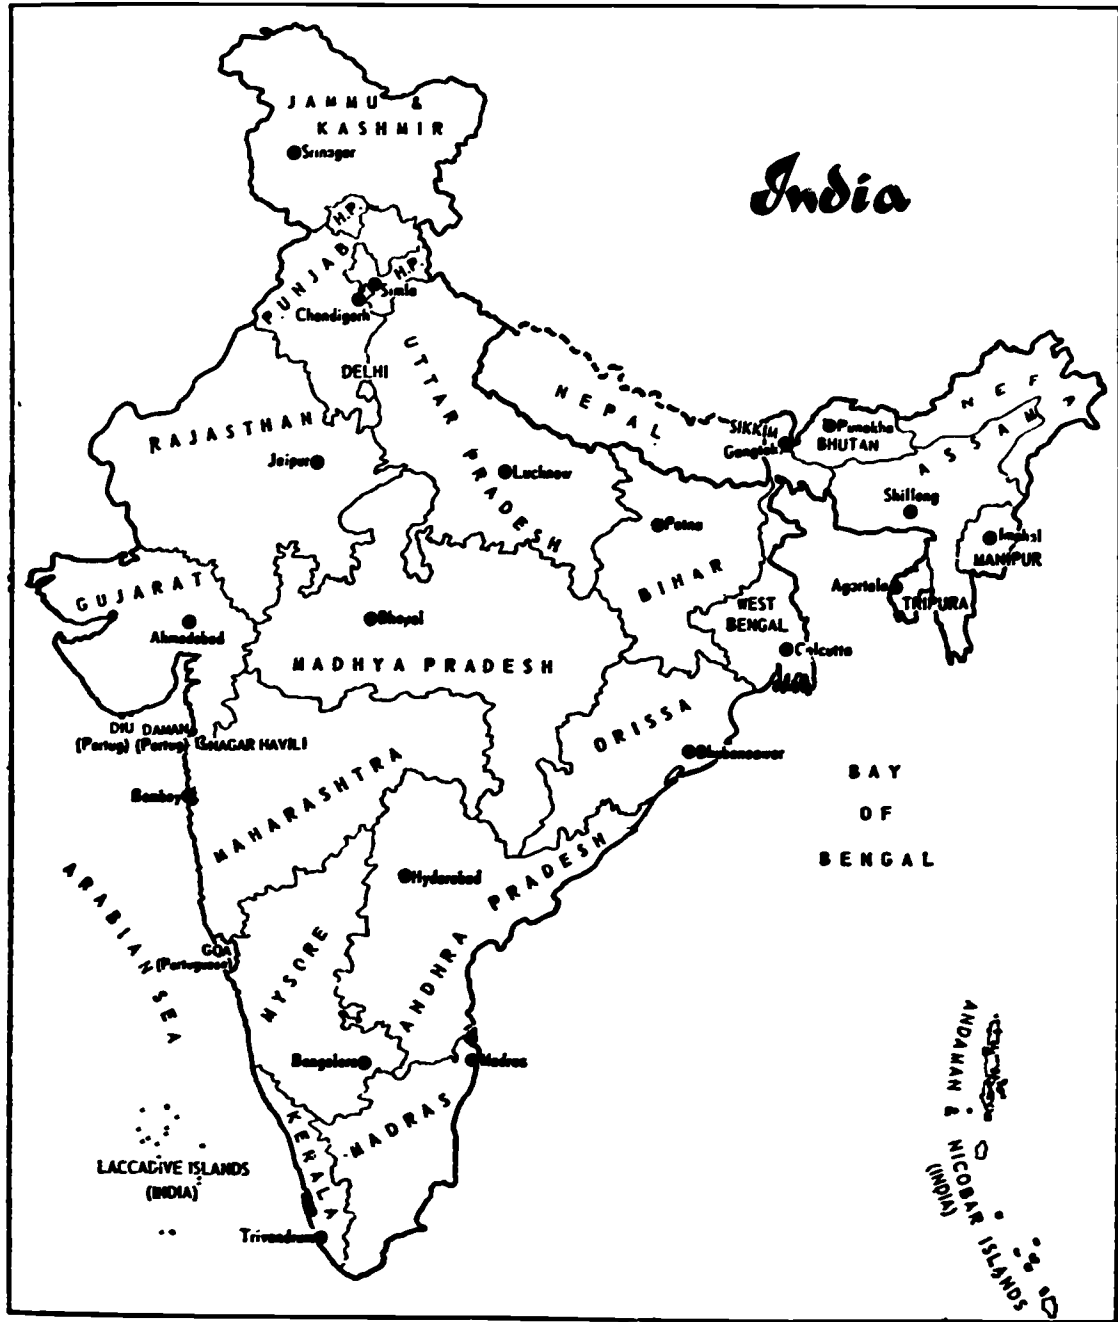 India
JAMMU &
KASHMIR
Srinagar
H.P.
PUNJAB
H.P.
Simla
Chandigarh
DELHI
UTTAR PRADESH
NEPAL
RAJASTHAN
Jaipur
Lucknow
SIKKIM
Gangtok
Punakha
BHUTAN
NEFA
ASSAM
Shillong
Patna
BIHAR
Imphal
MANIPUR
Agartala
TRIPURA
GUJARAT
Ahmedabad
Bhopal
MADHYA PRADESH
WEST
BENGAL
Calcutta
DIU DAMAN
(Portug) (Portug) NAGAR HAVILI
ORISSA
Bhubaneswar
Bombay
MAHARASHTRA
BAY
OF
BENGAL
Hyderabad
ANDHRA PRADESH
ARABIAN SEA
GOA
(Portuguese)
MYSORE
Bangalore
Madras
MADRAS
KERALA
LACCADIVE ISLANDS
(INDIA)
Trivandrum
ANDAMAN & NICOBAR ISLANDS
(INDIA)